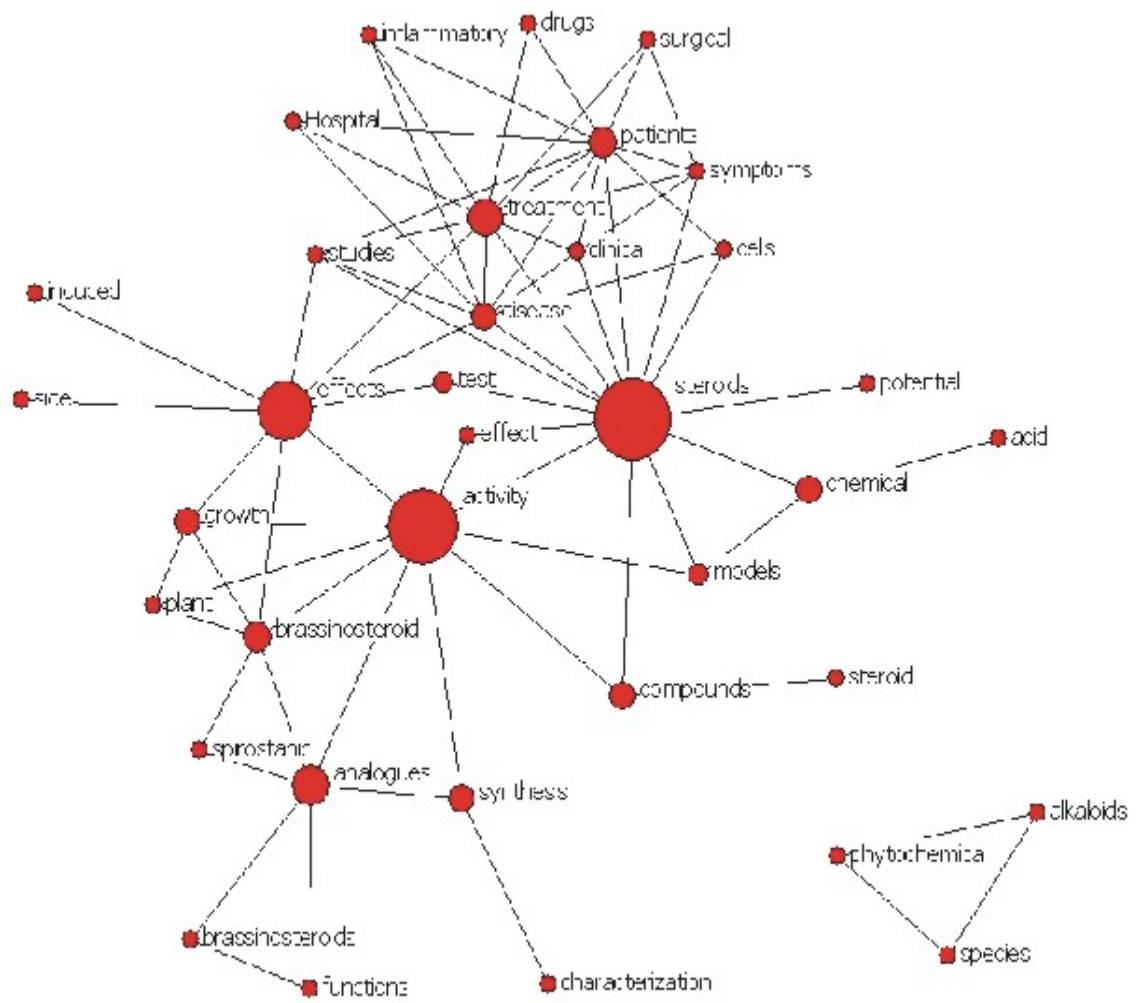 drugs
inflammatory
surgical
Hospital
patients
symptoms
treatment
studies
clinical
cells
induced
disease
effects
test
steroids
potential
side
effect
acid
activity
chemical
growth
models
plant
brassinosteroid
compounds
steroid
spirostanic
analogues
synthesis
alkaloids
phytochemical
brassinosteroids
species
functions
characterization